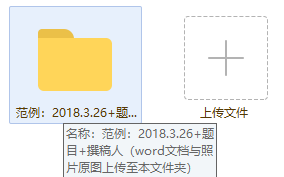 范例：2018.3.26+题...
上传文件
名称：范例：2018.3.26+题
目+撰稿人（word文档与照
片原图上传至本文件夹）